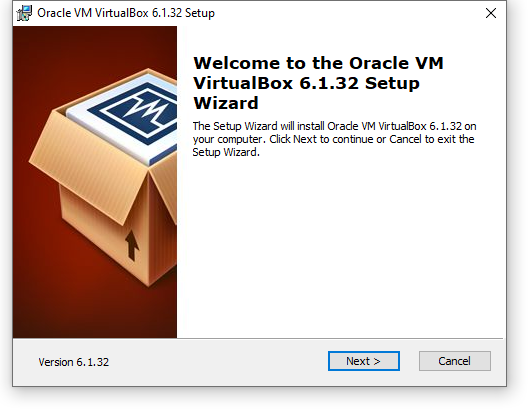 Oracle VM VirtualBox 6.1.32 Setup
Welcome to the Oracle VM
VirtualBox 6.1.32 Setup
Wizard
The Setup Wizard will install Oracle VM VirtualBox 6.1.32 on
your computer. Click Next to continue or Cancel to exit the
Setup Wizard.
Version 6.1.32
Next >
Cancel